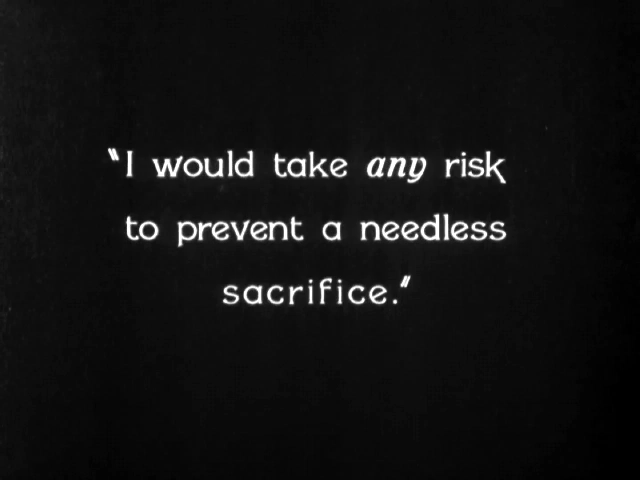 "I would take any risk
to prevent a needless
sacrifice."